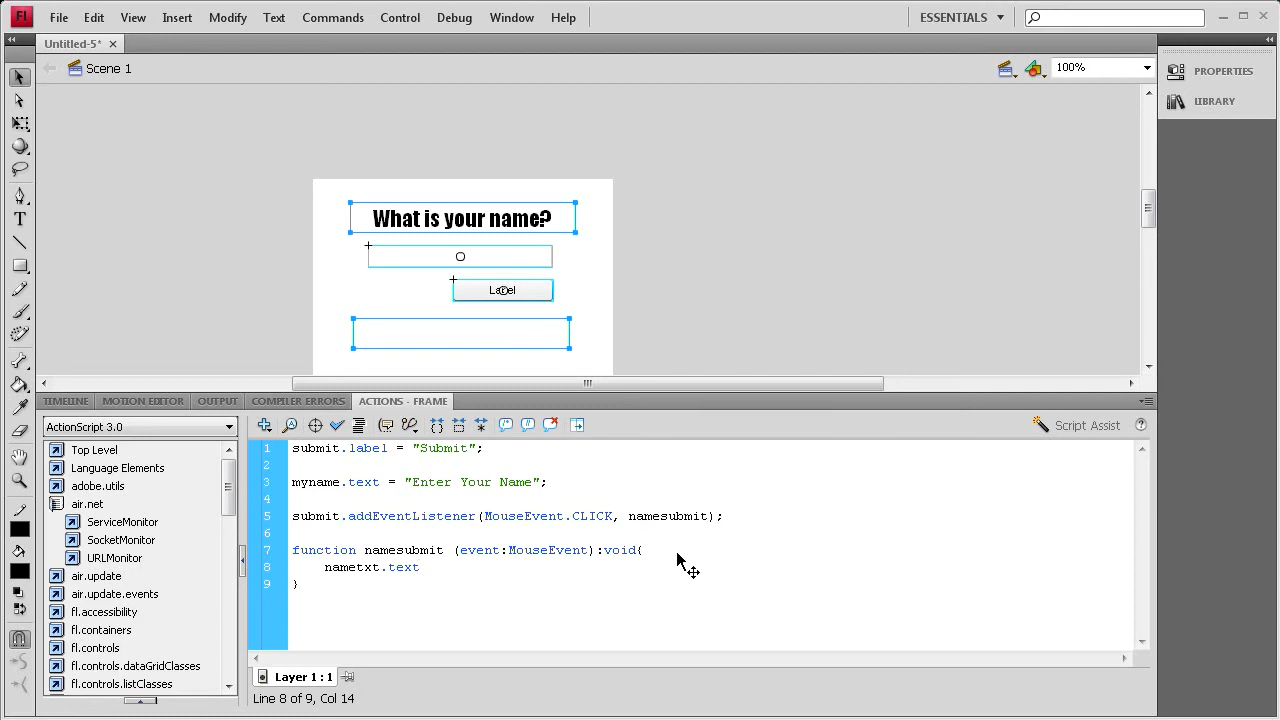 Fl File Edit View Insert Modify Text Commands Control Debug Window Help ESSENTIALS
Untitled-5*
Scene 1 100%
PROPERTIES
LIBRARY
What is your name?
Label
TIMELINE MOTION EDITOR OUTPUT COMPILER ERRORS ACTIONS - FRAME
ActionScript 3.0
Script Assist
Top Level
Language Elements
adobe.utils
air.net
ServiceMonitor
SocketMonitor
URLMonitor
air.update
air.update.events
fl.accessibility
fl.containers
fl.controls
fl.controls.dataGridClasses
fl.controls.listClasses
1 submit.label = "Submit";
2
3 myname.text = "Enter Your Name";
4
5 submit.addEventListener(MouseEvent.CLICK, namesubmit);
6
7 function namesubmit (event:MouseEvent):void{
8 nametxt.text
9 }
Layer 1 : 1
Line 8 of 9, Col 14